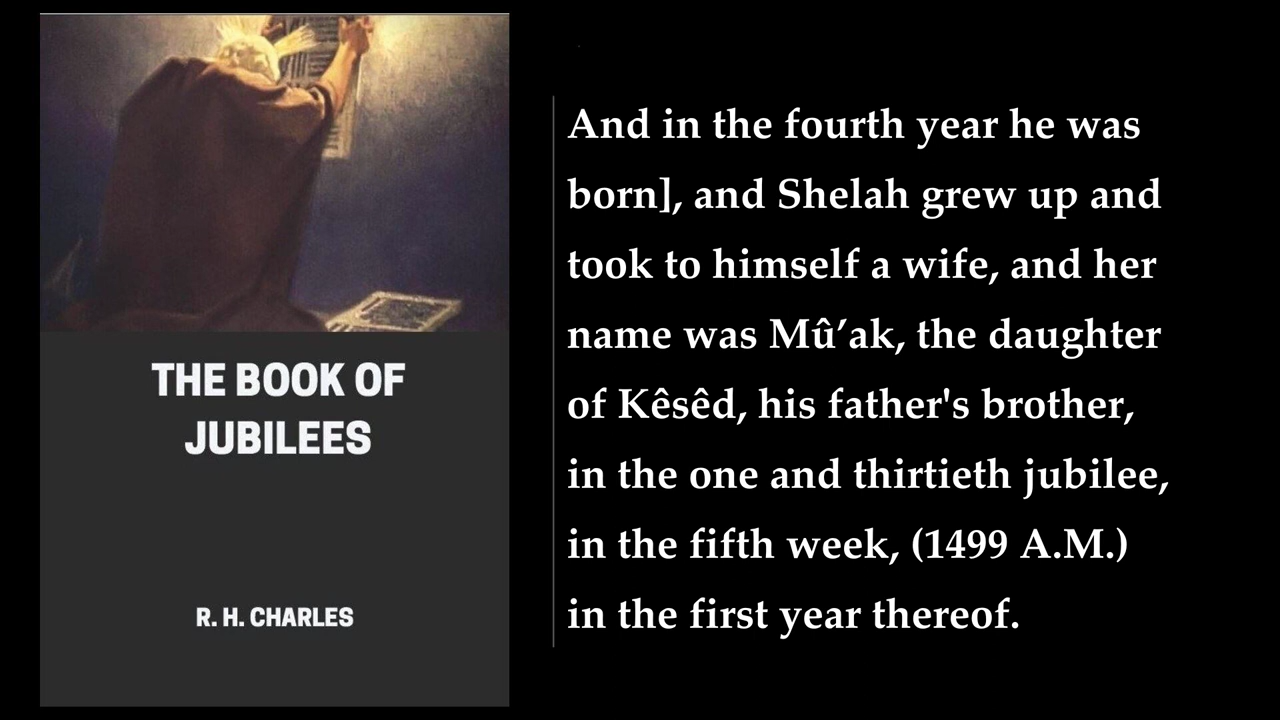 THE BOOK OF
JUBILEES
R. H. CHARLES
And in the fourth year he was
born], and Shelah grew up and
took to himself a wife, and her
name was Mû’ak, the daughter
of Kêsêd, his father's brother,
in the one and thirtieth jubilee,
in the fifth week, (1499 A.M.)
in the first year thereof.